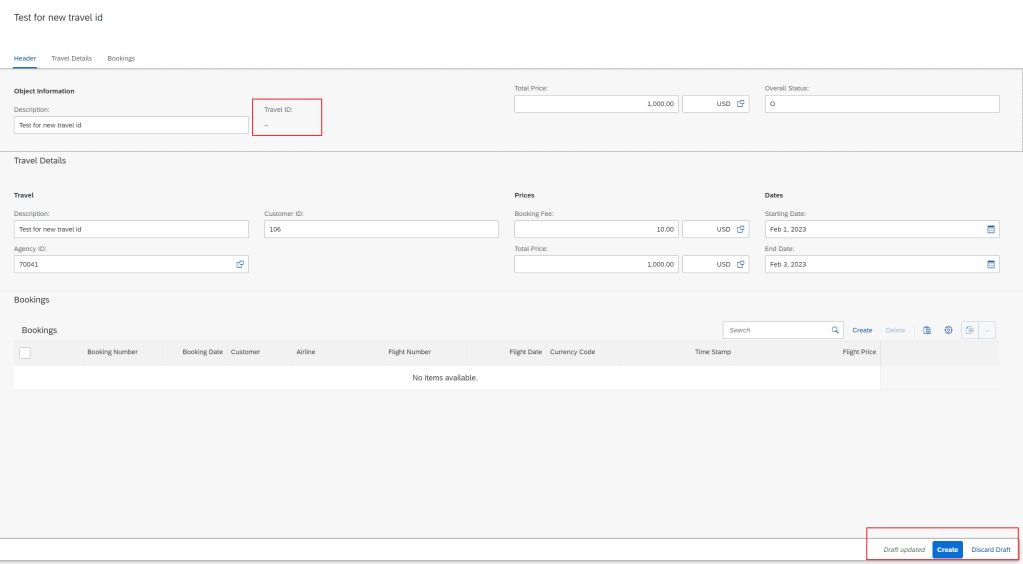 Test for new travel id
Header Travel Details Bookings
Object Information
Description:
Test for new travel id
Travel ID:
–
Total Price:
1,000.00 USD
Overall Status:
O
Travel Details
Travel
Description:
Test for new travel id
Agency ID:
70041
Customer ID:
106
Prices
Booking Fee:
10.00 USD
Total Price:
1,000.00 USD
Dates
Starting Date:
Feb 1, 2023
End Date:
Feb 3, 2023
Bookings
Bookings
Search Create Delete
Booking Number Booking Date Customer Airline Flight Number Flight Date Currency Code Time Stamp Flight Price
No items available.
Draft updated Create Discard Draft